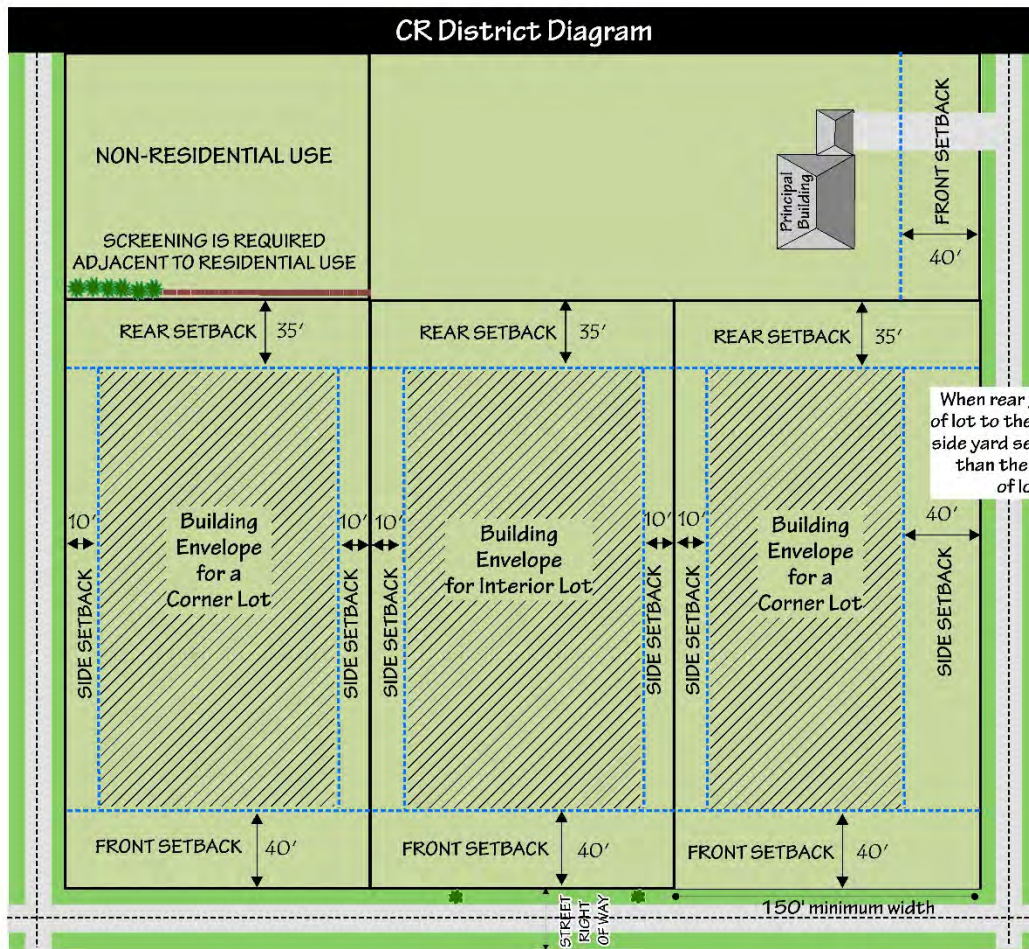 CR District Diagram
NON-RESIDENTIAL USE
SCREENING IS REQUIRED
ADJACENT TO RESIDENTIAL USE
Principal
Building
FRONT SETBACK
40'
REAR SETBACK 35'
REAR SETBACK 35'
REAR SETBACK 35'
When rear
of lot to the
side yard se
than the
of lo
10'
SIDE SETBACK
Building
Envelope
for a
Corner Lot
10'
SIDE SETBACK
10'
SIDE SETBACK
Building
Envelope
for Interior Lot
10'
SIDE SETBACK
10'
SIDE SETBACK
Building
Envelope
for a
Corner Lot
40'
SIDE SETBACK
FRONT SETBACK 40'
FRONT SETBACK 40'
FRONT SETBACK 40'
STREET
RIGHT
OF WAY
150' minimum width